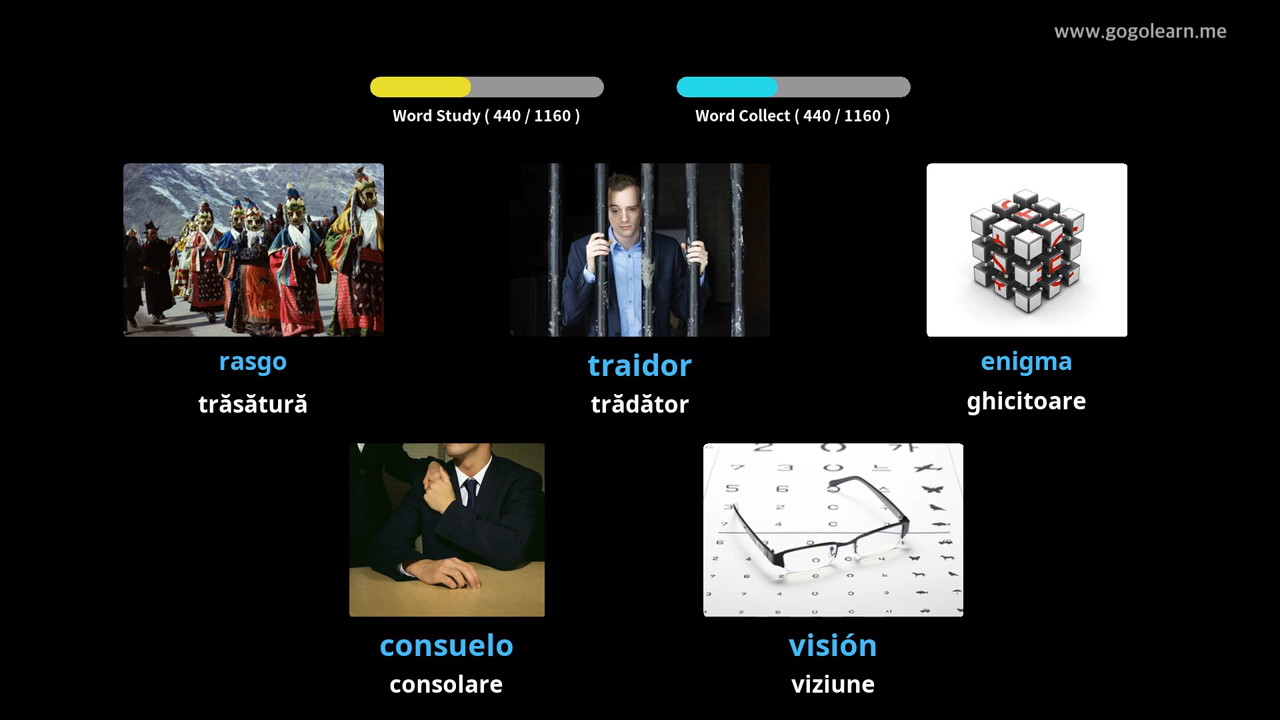 www.gogolearn.me
Word Study ( 440 / 1160 )
Word Collect ( 440 / 1160 )
rasgo
traidor
enigma
trăsătură
trădător
ghicitoare
consuelo
visión
consolare
viziune